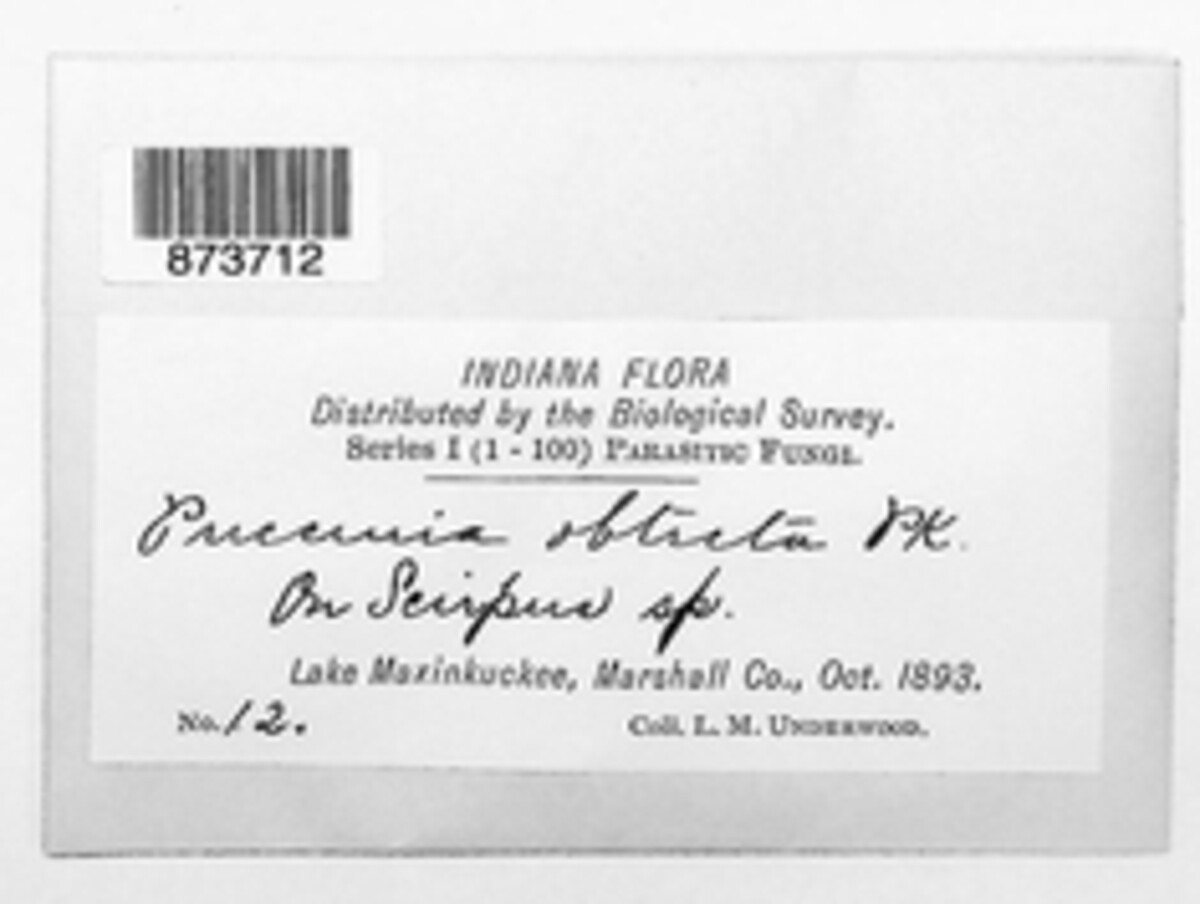 873712
INDIANA FLORA
Distributed by the Biological Survey.
Series I (1 - 100) PARASITIC FUNGI.
Puccinia obtecta PK.
On Scirpus sp.
Lake Maxinkuckee, Marshall Co., Oct. 1893.
No. 12. Coll. L. M. UNDERWOOD.